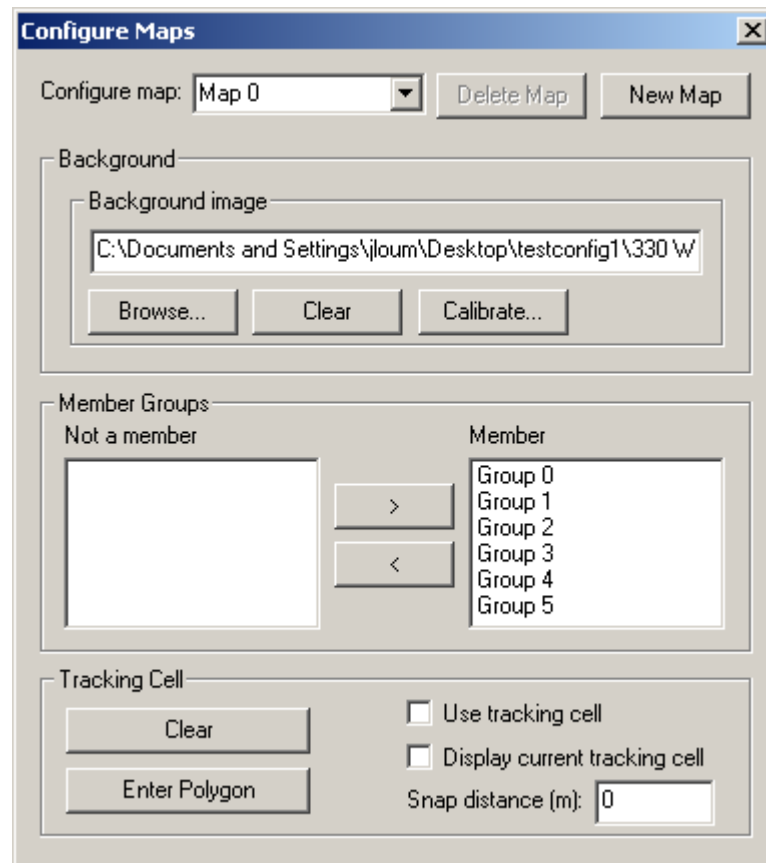 Configure Maps
Configure map: Map 0 Delete Map New Map
Background
Background image
C:\Documents and Settings\jloum\Desktop\testconfig1\330 W
Browse... Clear Calibrate...
Member Groups
Not a member Member
Group 0
Group 1
Group 2
Group 3
Group 4
Group 5
>
<
Tracking Cell
Clear Use tracking cell
Display current tracking cell
Enter Polygon Snap distance (m): 0